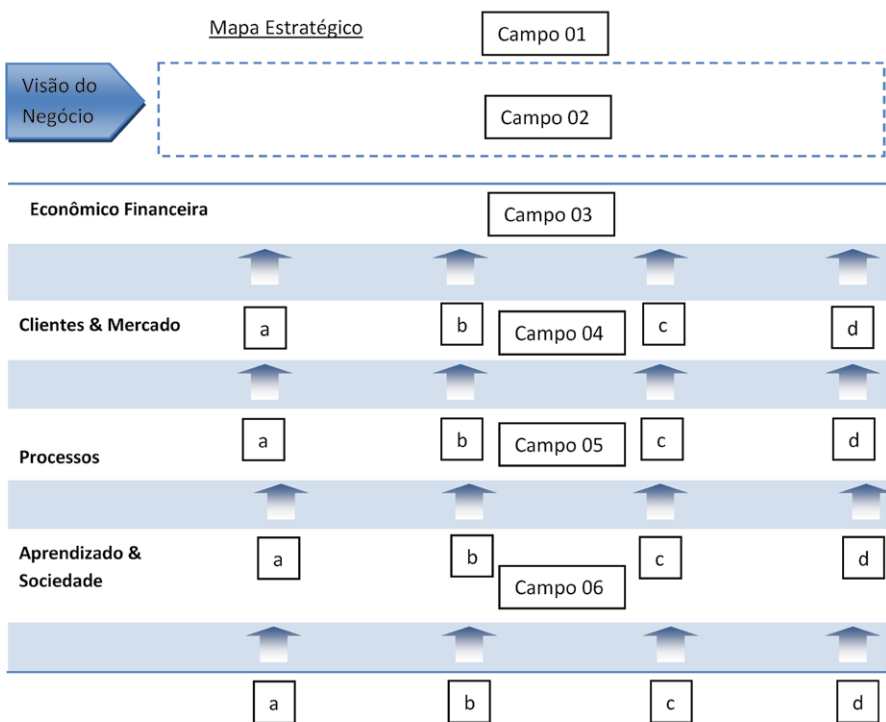 Mapa Estratégico
Campo 01
Visão do
Negócio
Campo 02
Econômico Financeira
Campo 03
Clientes & Mercado
a
b
Campo 04
c
d
Processos
a
b
Campo 05
c
d
Aprendizado &
Sociedade
a
b
Campo 06
c
d
a
b
c
d